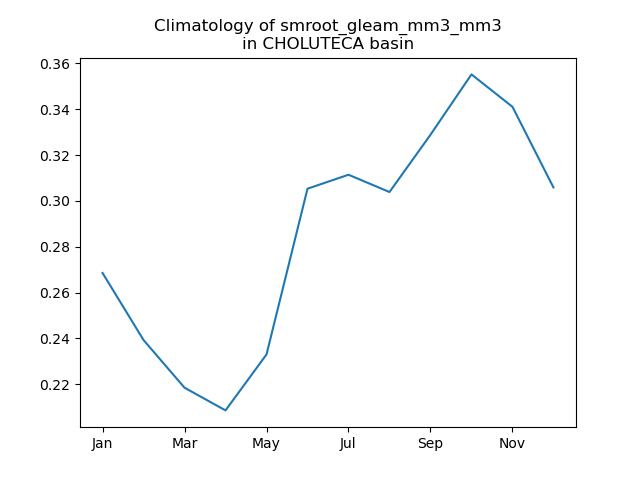 Climatology of smroot_gleam_mm3_mm3
in CHOLUTECA basin
0.36
0.34
0.32
0.30
0.28
0.26
0.24
0.22
Jan Mar May Jul Sep Nov